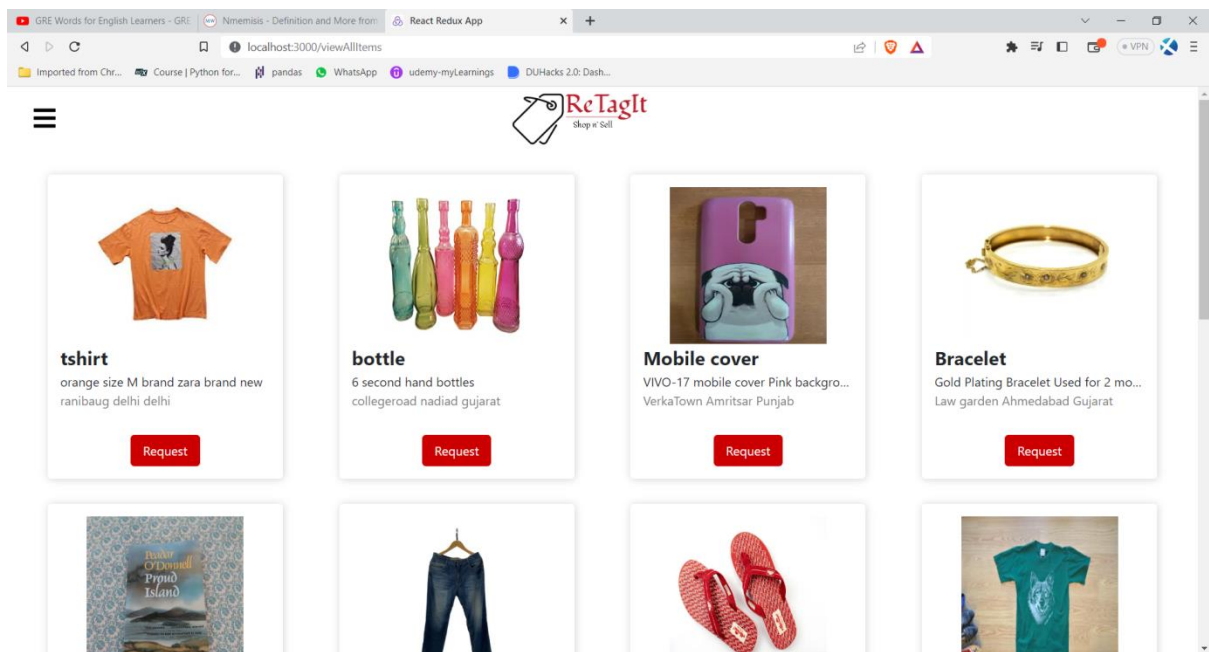 GRE Words for English Learners - GRE
Nmemisis - Definition and More from
React Redux App
localhost:3000/viewAllItems
VPN
Imported from Chr...
Course | Python for...
pandas
WhatsApp
udemy-myLearnings
DUHacks 2.0: Dash...
ReTagIt
Shop n' Sell
tshirt
orange size M brand zara brand new
ranibaug delhi delhi
Request
bottle
6 second hand bottles
collegeroad nadiad gujarat
Request
Mobile cover
VIVO-17 mobile cover Pink backgro...
VerkaTown Amritsar Punjab
Request
Bracelet
Gold Plating Bracelet Used for 2 mo...
Law garden Ahmedabad Gujarat
Request
Peadar
O'Donnell
Proud
Island